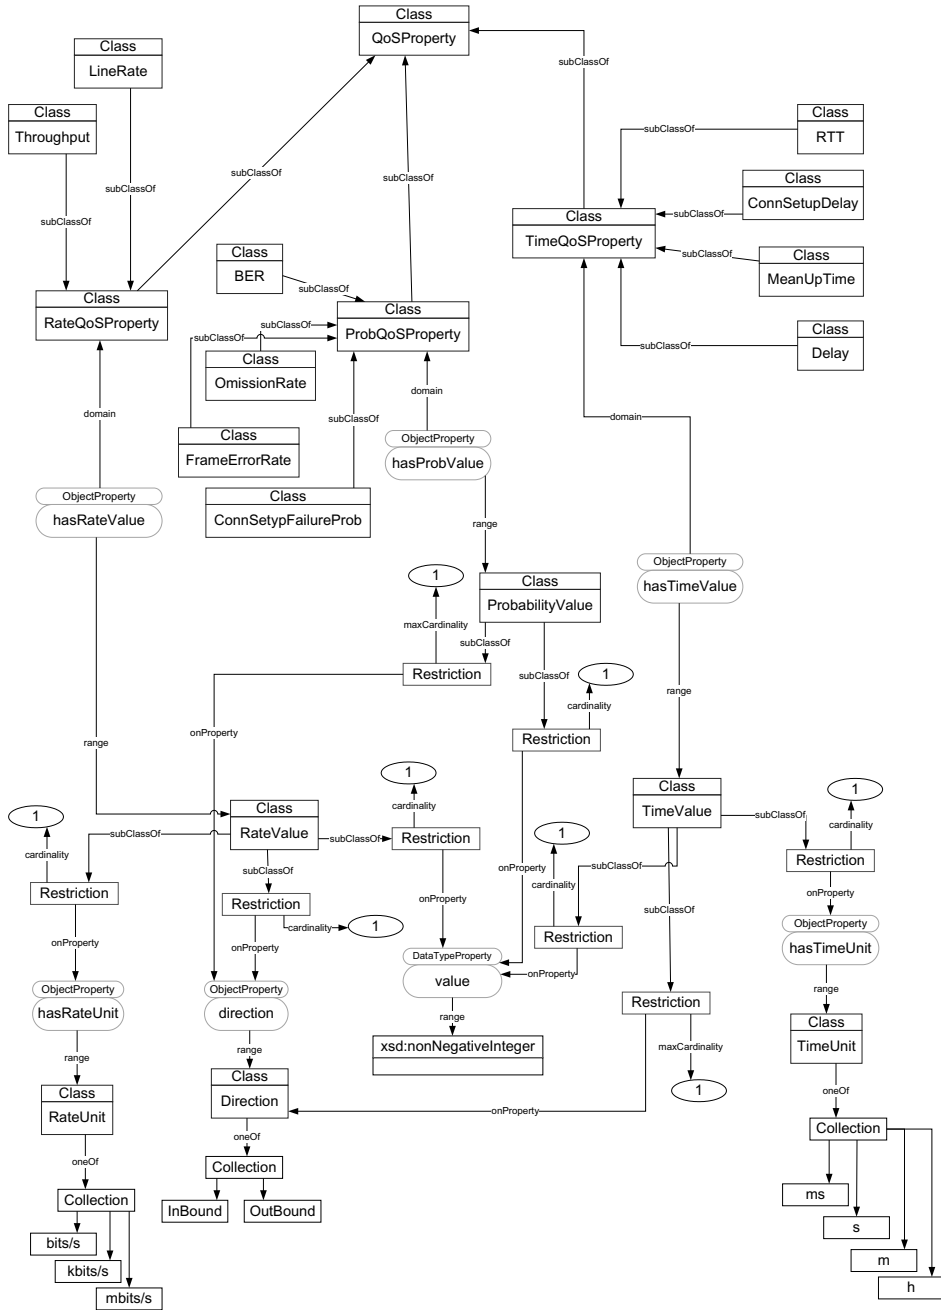 Class
QoSProperty
Class
LineRate
subClassOf
Class
Throughput
Class
RTT
subClassOf
subClassOf
subClassOf
subClassOf
Class
ConnSetupDelay
subClassOf
Class
TimeQoSProperty
subClassOf
subClassOf
Class
MeanUpTime
Class
BER
subClassOf
Class
RateQoSProperty
Class
ProbQoSProperty
subClassOf
subClassOf
Class
OmissionRate
subClassOf
Class
Delay
domain
domain
subClassOf
domain
Class
FrameErrorRate
ObjectProperty
hasProbValue
Class
ConnSetypFailureProb
ObjectProperty
hasRateValue
range
ObjectProperty
hasTimeValue
1
Class
ProbabilityValue
maxCardinality
subClassOf
Restriction
subClassOf
1
range
cardinality
onProperty
Restriction
range
1
Class
TimeValue
1
Class
RateValue
cardinality
1
subClassOf
subClassOf
Restriction
subClassOf
cardinality
1
cardinality
Restriction
subClassOf
onProperty
cardinality
subClassOf
Restriction
onProperty
Restriction
cardinality
1
onProperty
subClassOf
ObjectProperty
hasTimeUnit
onProperty
onProperty
Restriction
DataTypeProperty
value
onProperty
range
ObjectProperty
hasRateUnit
ObjectProperty
direction
Restriction
range
Class
TimeUnit
range
range
xsd:nonNegativeInteger
maxCardinality
Class
Direction
1
oneOf
Class
RateUnit
onProperty
oneOf
Collection
oneOf
Collection
Collection
ms
InBound
OutBound
s
bits/s
m
kbits/s
h
mbits/s